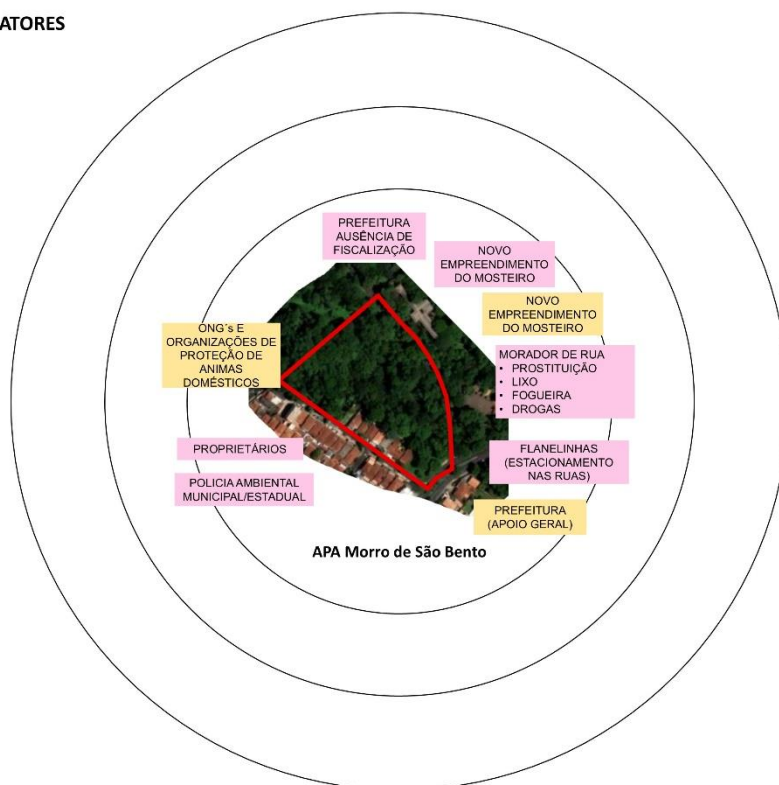 ATORES
PREFEITURA
AUSÊNCIA DE
FISCALIZAÇÃO
NOVO
EMPREENDIMENTO
DO MOSTEIRO
NOVO
EMPREENDIMENTO
DO MOSTEIRO
ONG´s E
ORGANIZAÇÕES DE
PROTEÇÃO DE
ANIMAS
DOMÉSTICOS
MORADOR DE RUA
• PROSTITUIÇÃO
• LIXO
• FOGUEIRA
• DROGAS
PROPRIETÁRIOS
FLANELINHAS
(ESTACIONAMENTO
NAS RUAS)
POLICIA AMBIENTAL
MUNICIPAL/ESTADUAL
PREFEITURA
(APOIO GERAL)
APA Morro de São Bento